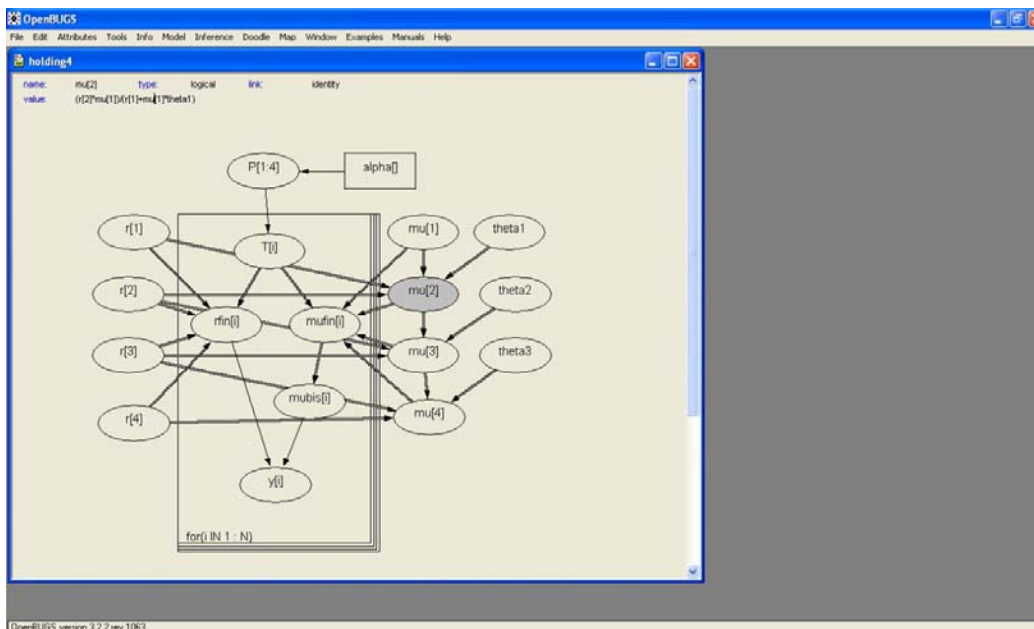 OpenBUGS
File Edit Attributes Tools Info Model Inference Doodle Map Window Examples Manuals Help
holding4
name: mu[2] type: logical link: identity
value: (r[2]*mu[1])/(r[1]+mu[1]*theta1)
P[1:4] alpha[]
r[1] T[i] mu[1] theta1
r[2] mu[2] theta2
rfin[i] mufin[i]
r[3] mu[3] theta3
mubis[i]
r[4] mu[4]
y[i]
for(i IN 1 : N)
OpenBUGS version 3.2.2 rev 1063